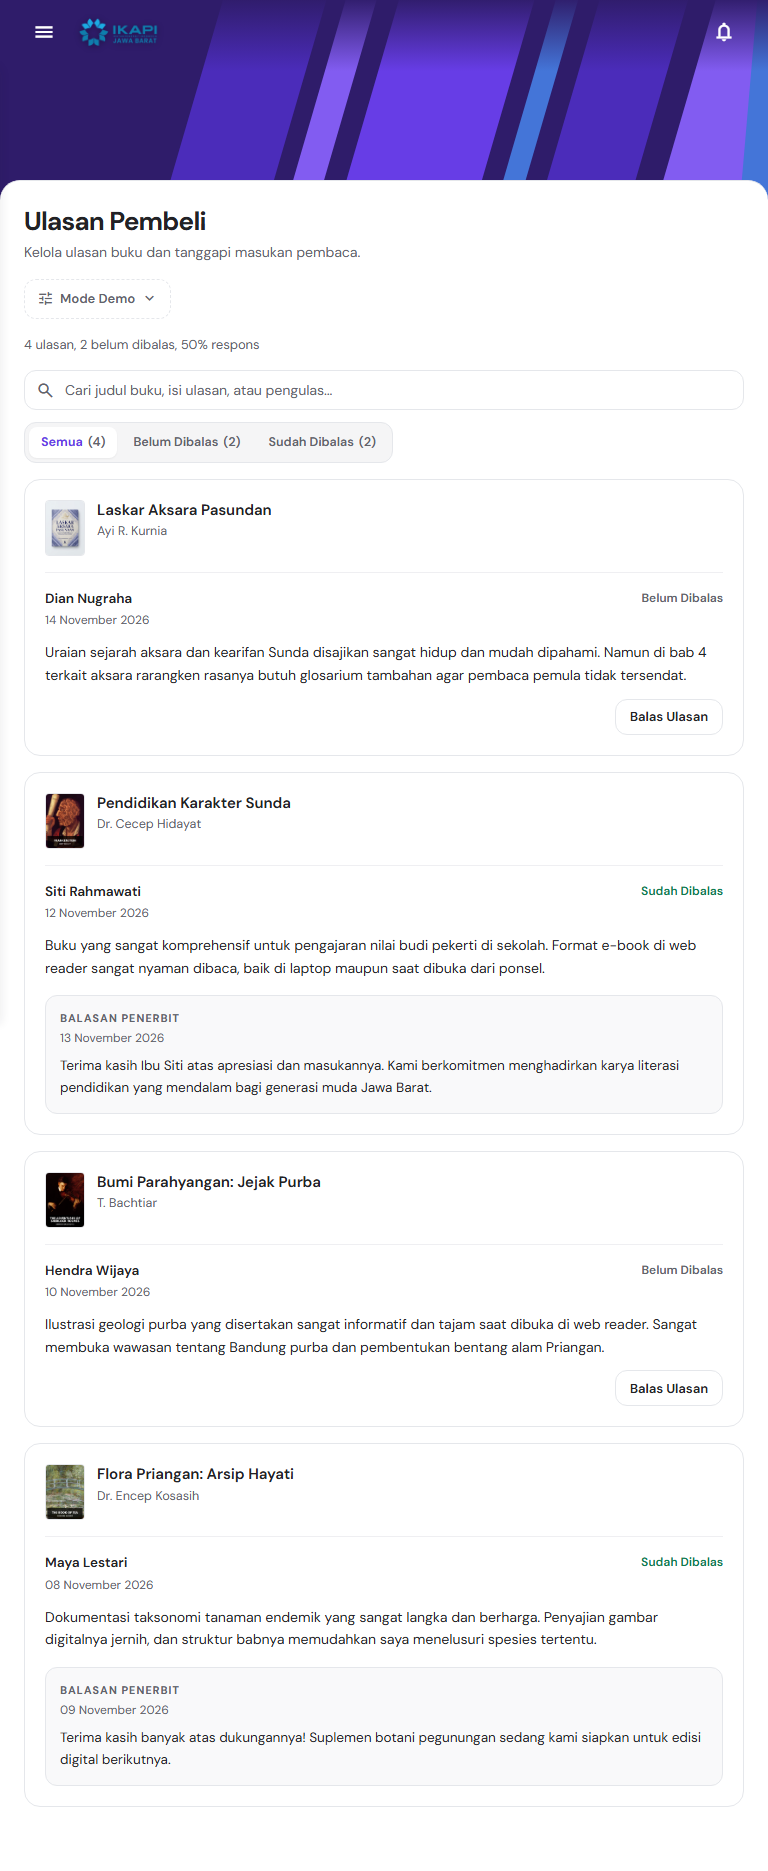 IKAPI
JAWA BARAT
Ulasan Pembeli
Kelola ulasan buku dan tanggapi masukan pembaca.
Mode Demo
4 ulasan, 2 belum dibalas, 50% respons
Cari judul buku, isi ulasan, atau pengulas...
Semua (4) Belum Dibalas (2) Sudah Dibalas (2)
LASKAR
AKSARA
PASUNDAN
Laskar Aksara Pasundan
Ayi R. Kurnia
Dian Nugraha Belum Dibalas
14 November 2026
Uraian sejarah aksara dan kearifan Sunda disajikan sangat hidup dan mudah dipahami. Namun di bab 4
terkait aksara rarangken rasanya butuh glosarium tambahan agar pembaca pemula tidak tersendat.
Balas Ulasan
Pendidikan Karakter Sunda
Dr. Cecep Hidayat
Siti Rahmawati Sudah Dibalas
12 November 2026
Buku yang sangat komprehensif untuk pengajaran nilai budi pekerti di sekolah. Format e-book di web
reader sangat nyaman dibaca, baik di laptop maupun saat dibuka dari ponsel.
BALASAN PENERBIT
13 November 2026
Terima kasih Ibu Siti atas apresiasi dan masukannya. Kami berkomitmen menghadirkan karya literasi
pendidikan yang mendalam bagi generasi muda Jawa Barat.
Bumi Parahyangan: Jejak Purba
T. Bachtiar
Hendra Wijaya Belum Dibalas
10 November 2026
Ilustrasi geologi purba yang disertakan sangat informatif dan tajam saat dibuka di web reader. Sangat
membuka wawasan tentang Bandung purba dan pembentukan bentang alam Priangan.
Balas Ulasan
THE BOOK OF TEA
Flora Priangan: Arsip Hayati
Dr. Encep Kosasih
Maya Lestari Sudah Dibalas
08 November 2026
Dokumentasi taksonomi tanaman endemik yang sangat langka dan berharga. Penyajian gambar
digitalnya jernih, dan struktur babnya memudahkan saya menelusuri spesies tertentu.
BALASAN PENERBIT
09 November 2026
Terima kasih banyak atas dukungannya! Suplemen botani pegunungan sedang kami siapkan untuk edisi
digital berikutnya.